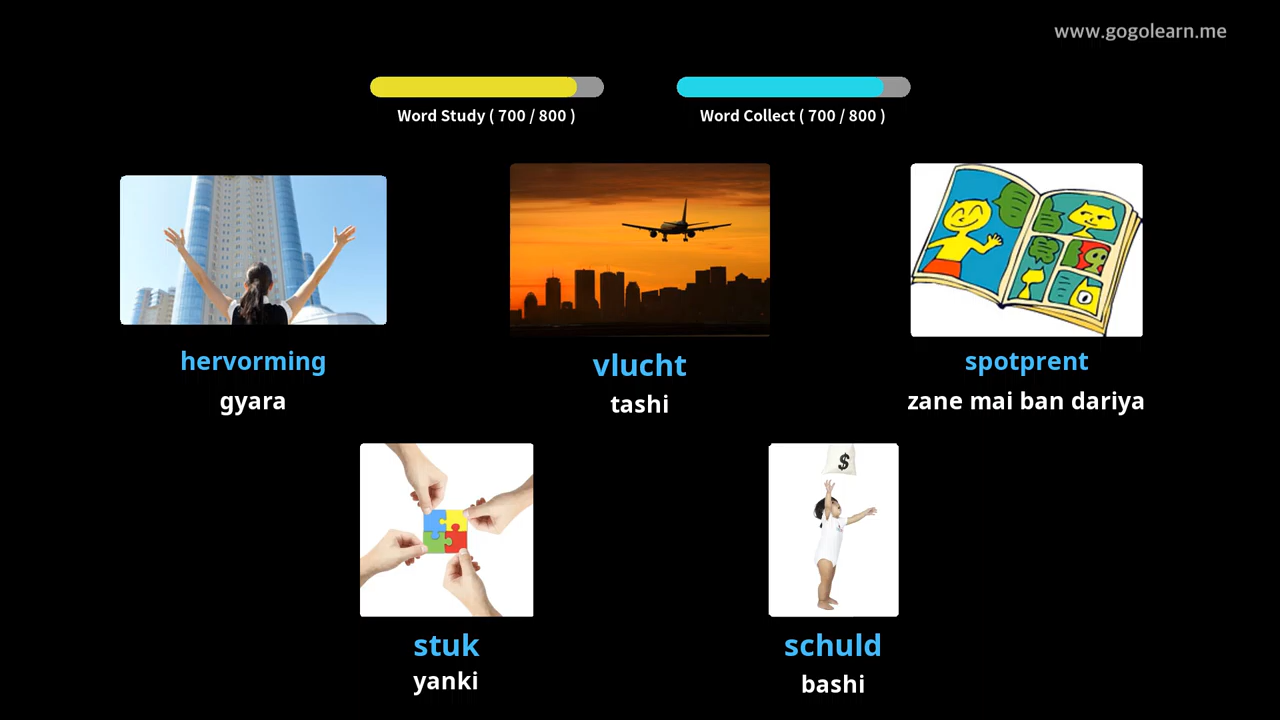 www.gogolearn.me
Word Study ( 700 / 800 )
Word Collect ( 700 / 800 )
hervorming
gyara
vlucht
tashi
spotprent
zane mai ban dariya
$
stuk
yanki
schuld
bashi